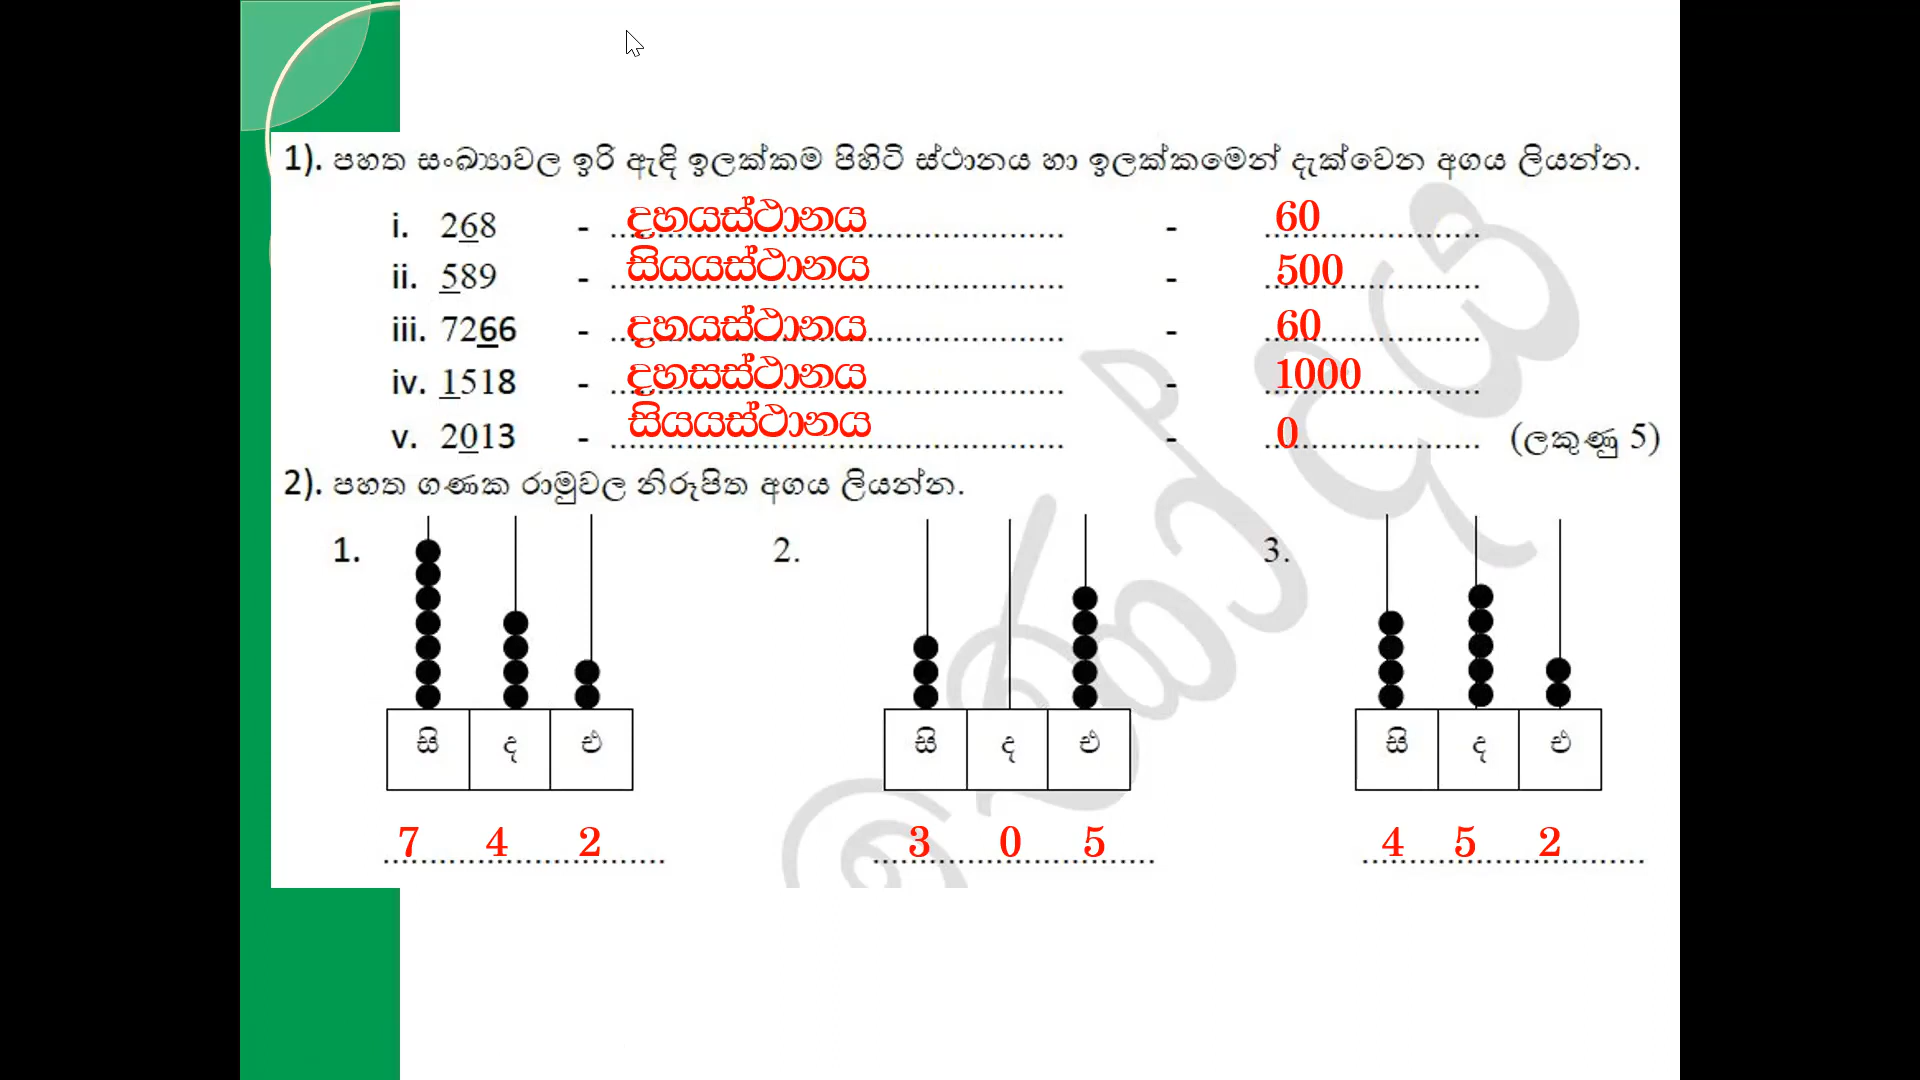 1). පහත සංඛ්‍යාවල ඉරි ඇඳි ඉලක්කම පිහිටි ස්ථානය හා ඉලක්කමෙන් දැක්වෙන අගය ලියන්න.
i. 268 - දහයස්ථානය - 60
ii. 589 - සියයස්ථානය - 500
iii. 7266 - දහයස්ථානය - 60
iv. 1518 - දහසස්ථානය - 1000
v. 2013 - සියයස්ථානය - 0 (ලකුණු 5)
2). පහත ගණක රාමුවල නිරූපිත අගය ලියන්න.
1. 2. 3.
සි ද එ සි ද එ සි ද එ
7 4 2 3 0 5 4 5 2